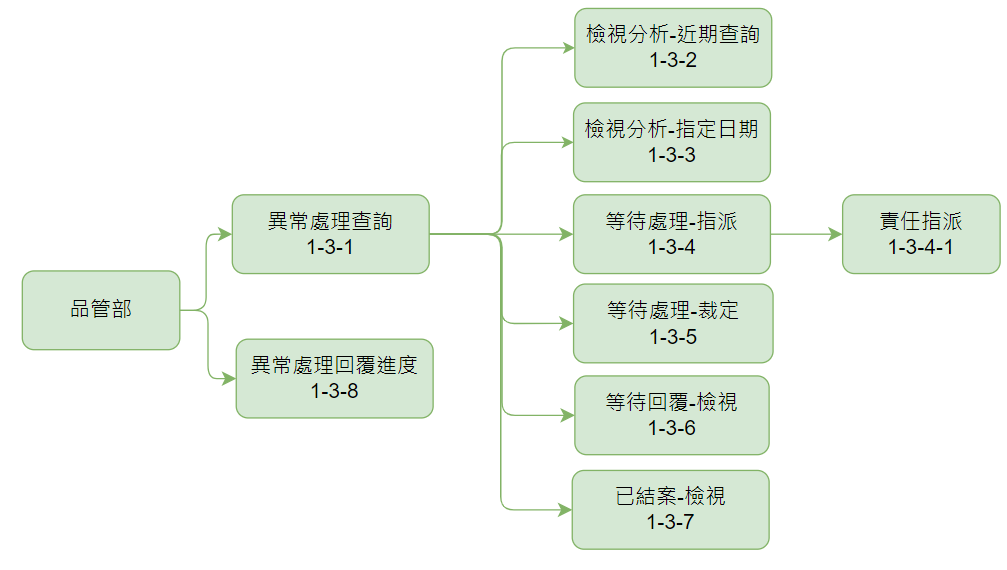 檢視分析-近期查詢
1-3-2
檢視分析-指定日期
1-3-3
異常處理查詢
1-3-1
等待處理-指派
1-3-4
責任指派
1-3-4-1
品管部
等待處理-裁定
1-3-5
異常處理回覆進度
1-3-8
等待回覆-檢視
1-3-6
已結案-檢視
1-3-7